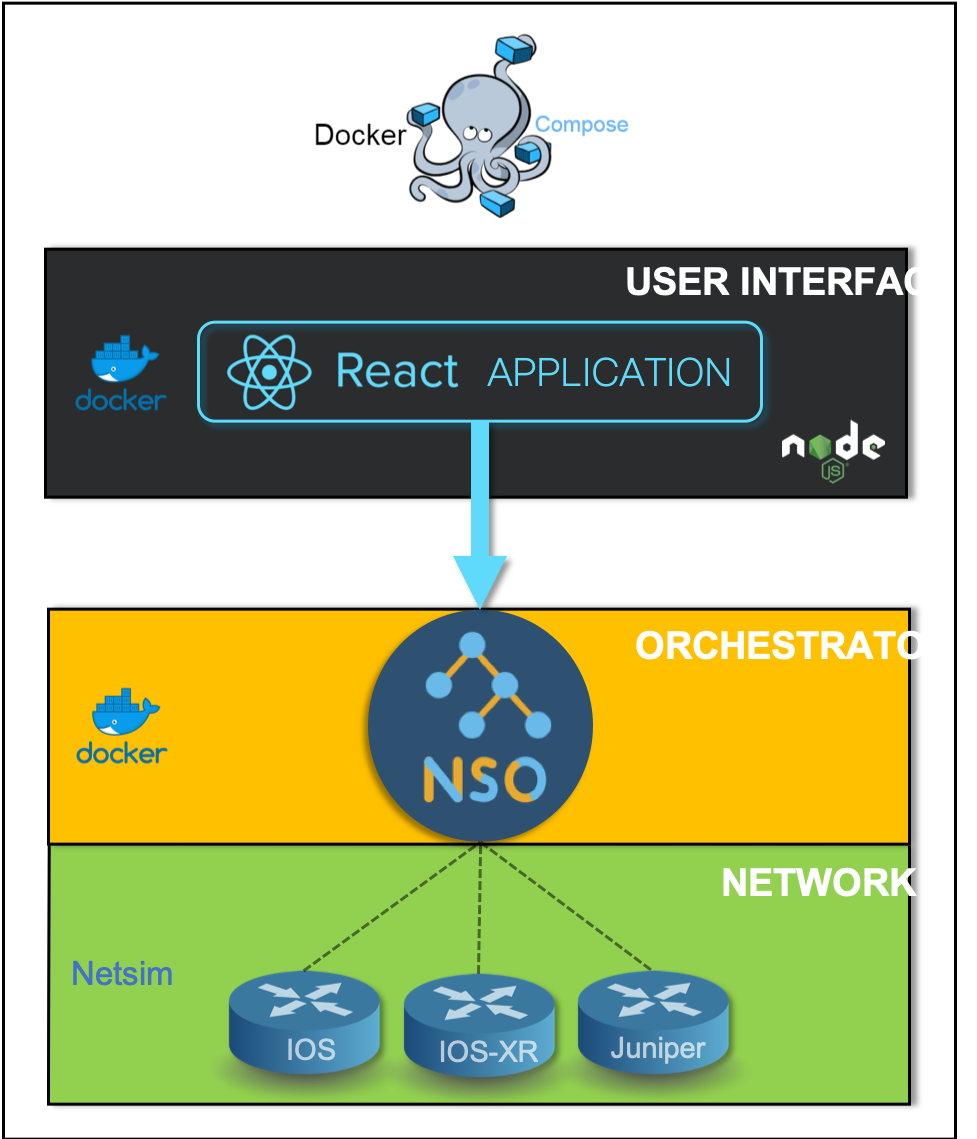 Docker
Compose
USER INTERFAC
docker
React APPLICATION
node
JS
ORCHESTRATO
docker
NSO
NETWORK
Netsim
IOS
IOS-XR
Juniper